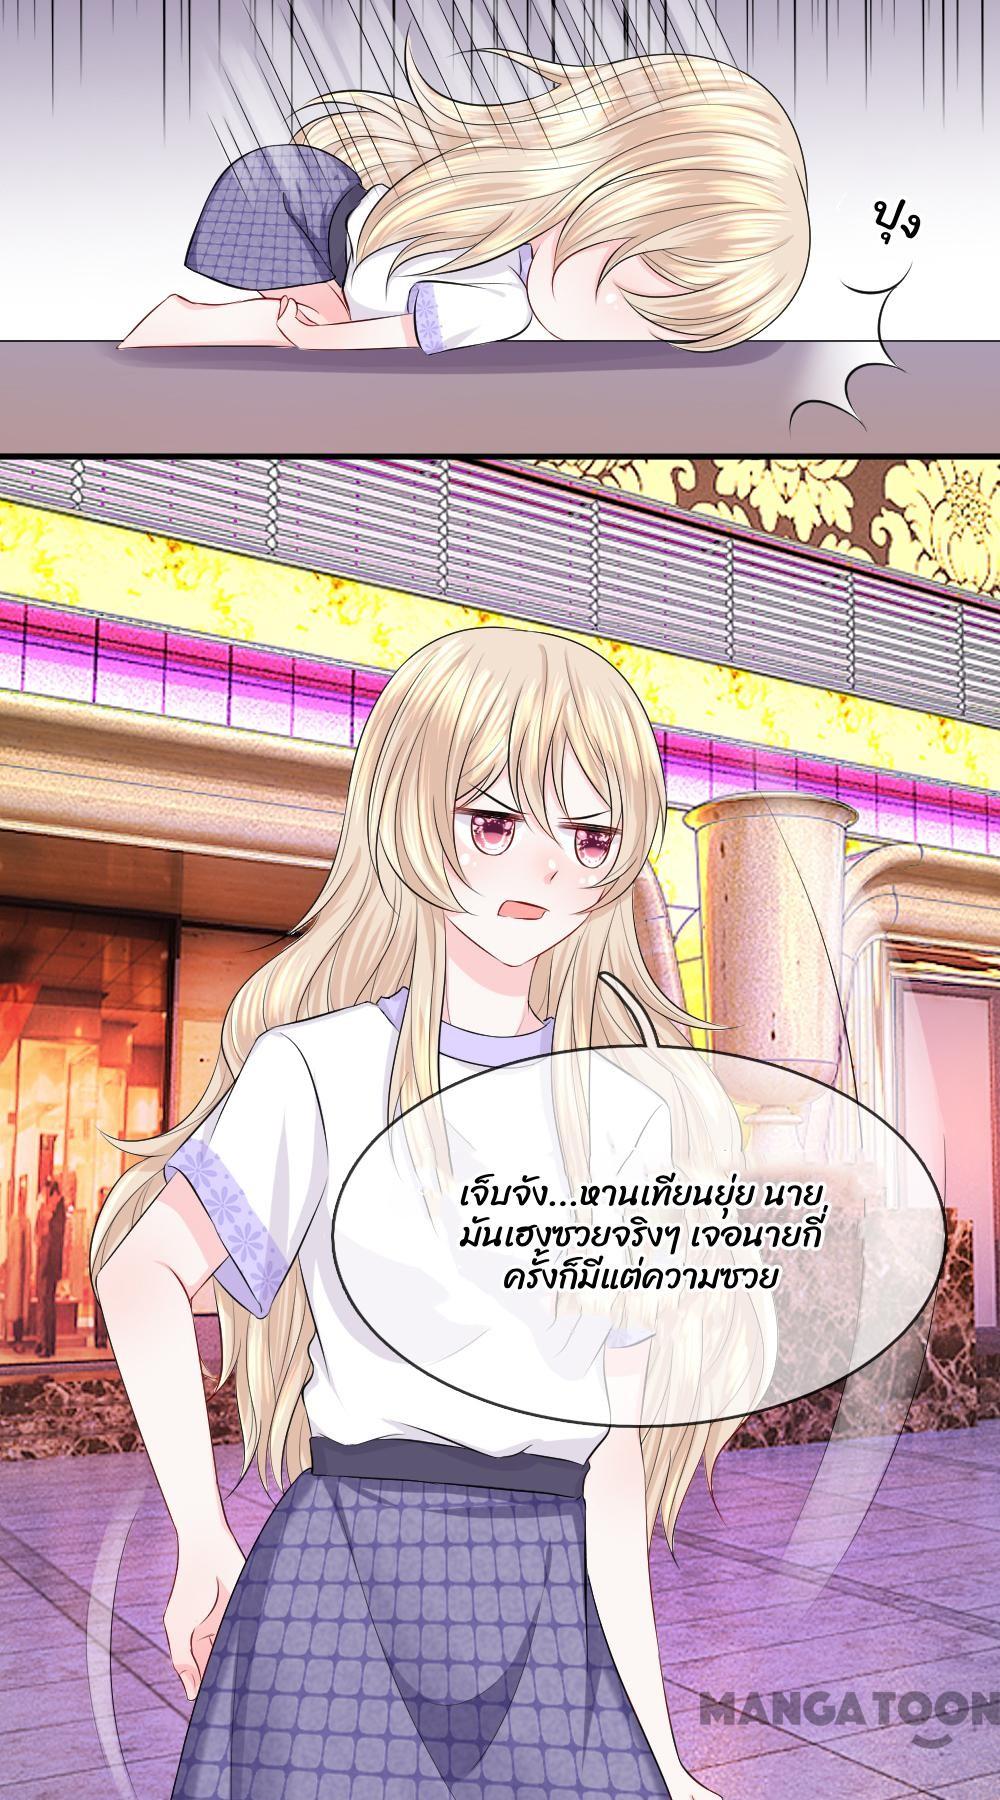 ปุง
เจ็บจัง...หานเทียนยุ่ย นาย
มันเฮงซวยจริงๆ เจอนายกี่
ครั้งก็มีแต่ความซวย
MANGA TOON